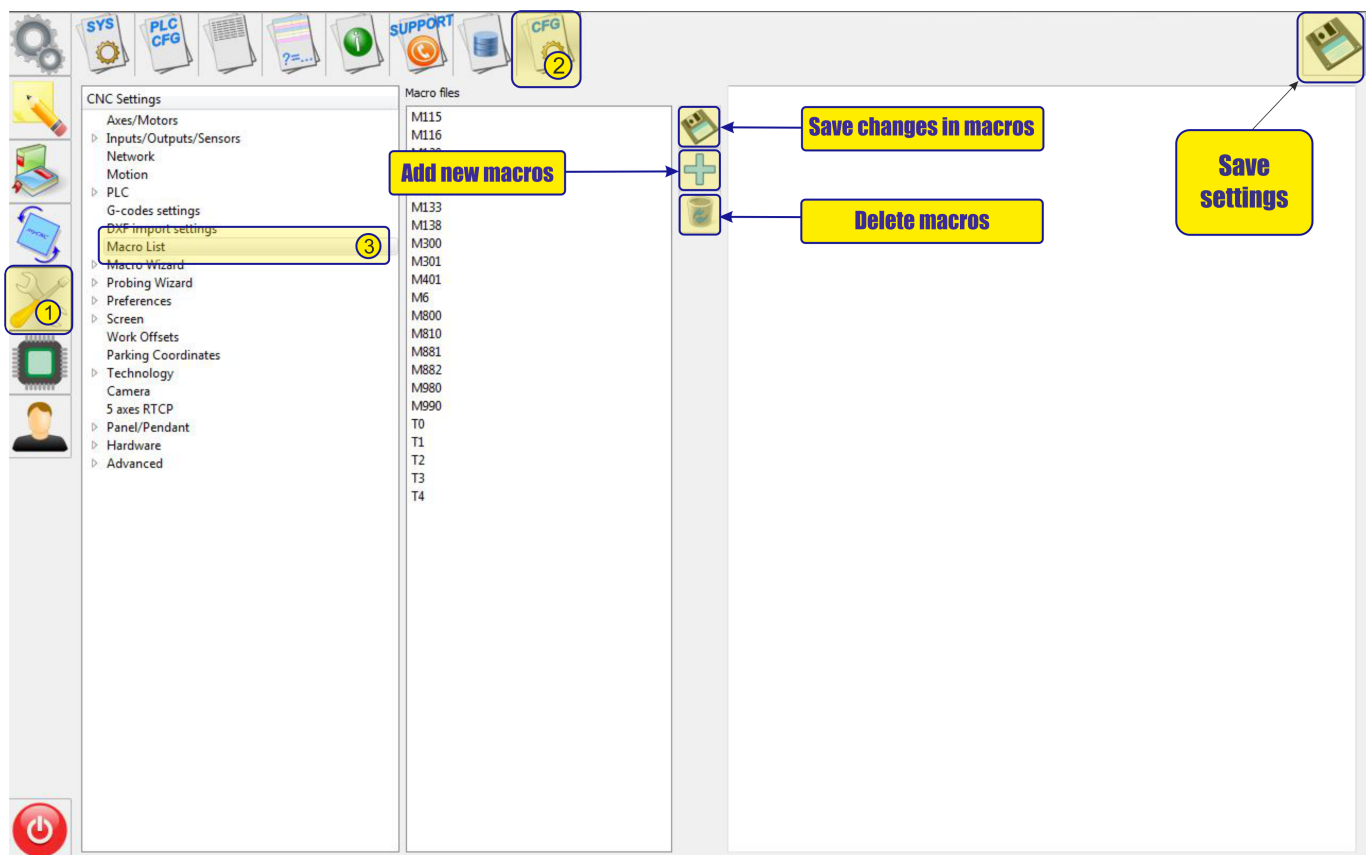 SYS
PLC
CFG
?=...
SUPPORT
CFG
2
CNC Settings
Axes/Motors
Inputs/Outputs/Sensors
Network
Motion
PLC
G-codes settings
DXF import settings
Macro List
3
Macro Wizard
Probing Wizard
Preferences
Screen
Work Offsets
Parking Coordinates
Technology
Camera
5 axes RTCP
Panel/Pendant
Hardware
Advanced
1
myCNC
Macro files
M115
M116
M133
M138
M300
M301
M401
M6
M800
M810
M881
M882
M980
M990
T0
T1
T2
T3
T4
Add new macros
Save changes in macros
Delete macros
Save
settings